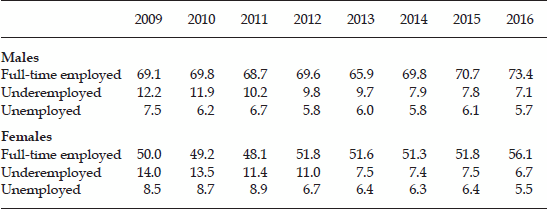 2009 2010 2011 2012 2013 2014 2015 2016
Males
Full-time employed 69.1 69.8 68.7 69.6 65.9 69.8 70.7 73.4
Underemployed 12.2 11.9 10.2 9.8 9.7 7.9 7.8 7.1
Unemployed 7.5 6.2 6.7 5.8 6.0 5.8 6.1 5.7
Females
Full-time employed 50.0 49.2 48.1 51.8 51.6 51.3 51.8 56.1
Underemployed 14.0 13.5 11.4 11.0 7.5 7.4 7.5 6.7
Unemployed 8.5 8.7 8.9 6.7 6.4 6.3 6.4 5.5